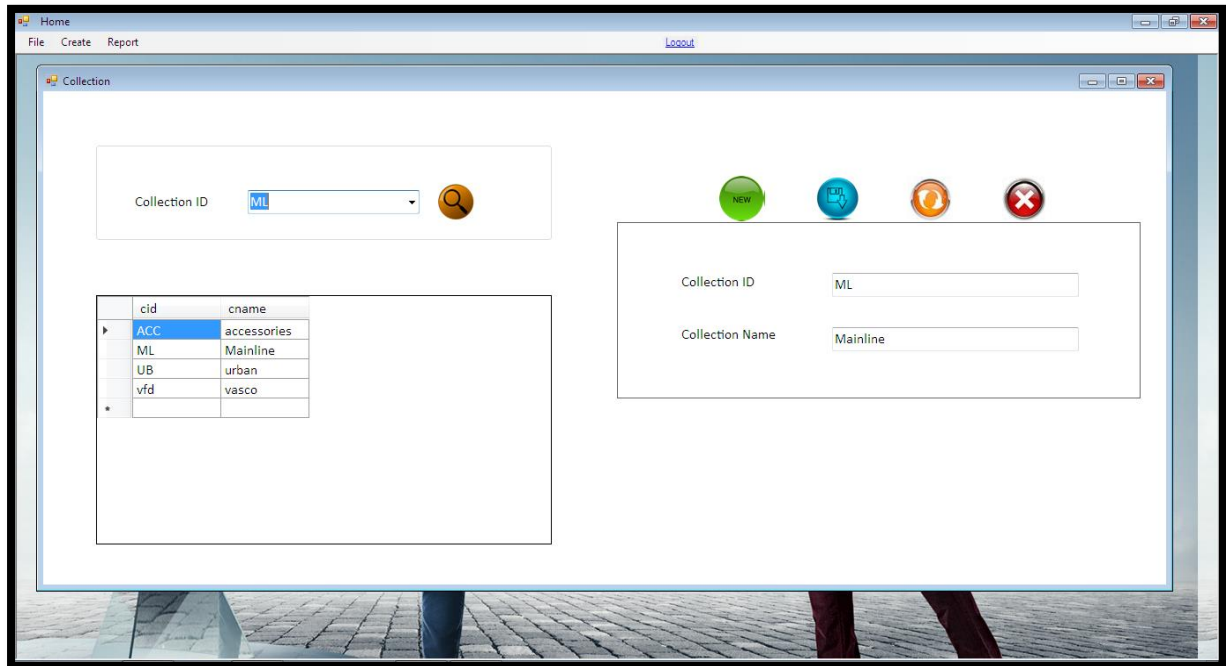 Home
File Create Report Logout
Collection
Collection ID ML
NEW
cid cname
ACC accessories
ML Mainline
UB urban
vfd vasco
Collection ID ML
Collection Name Mainline